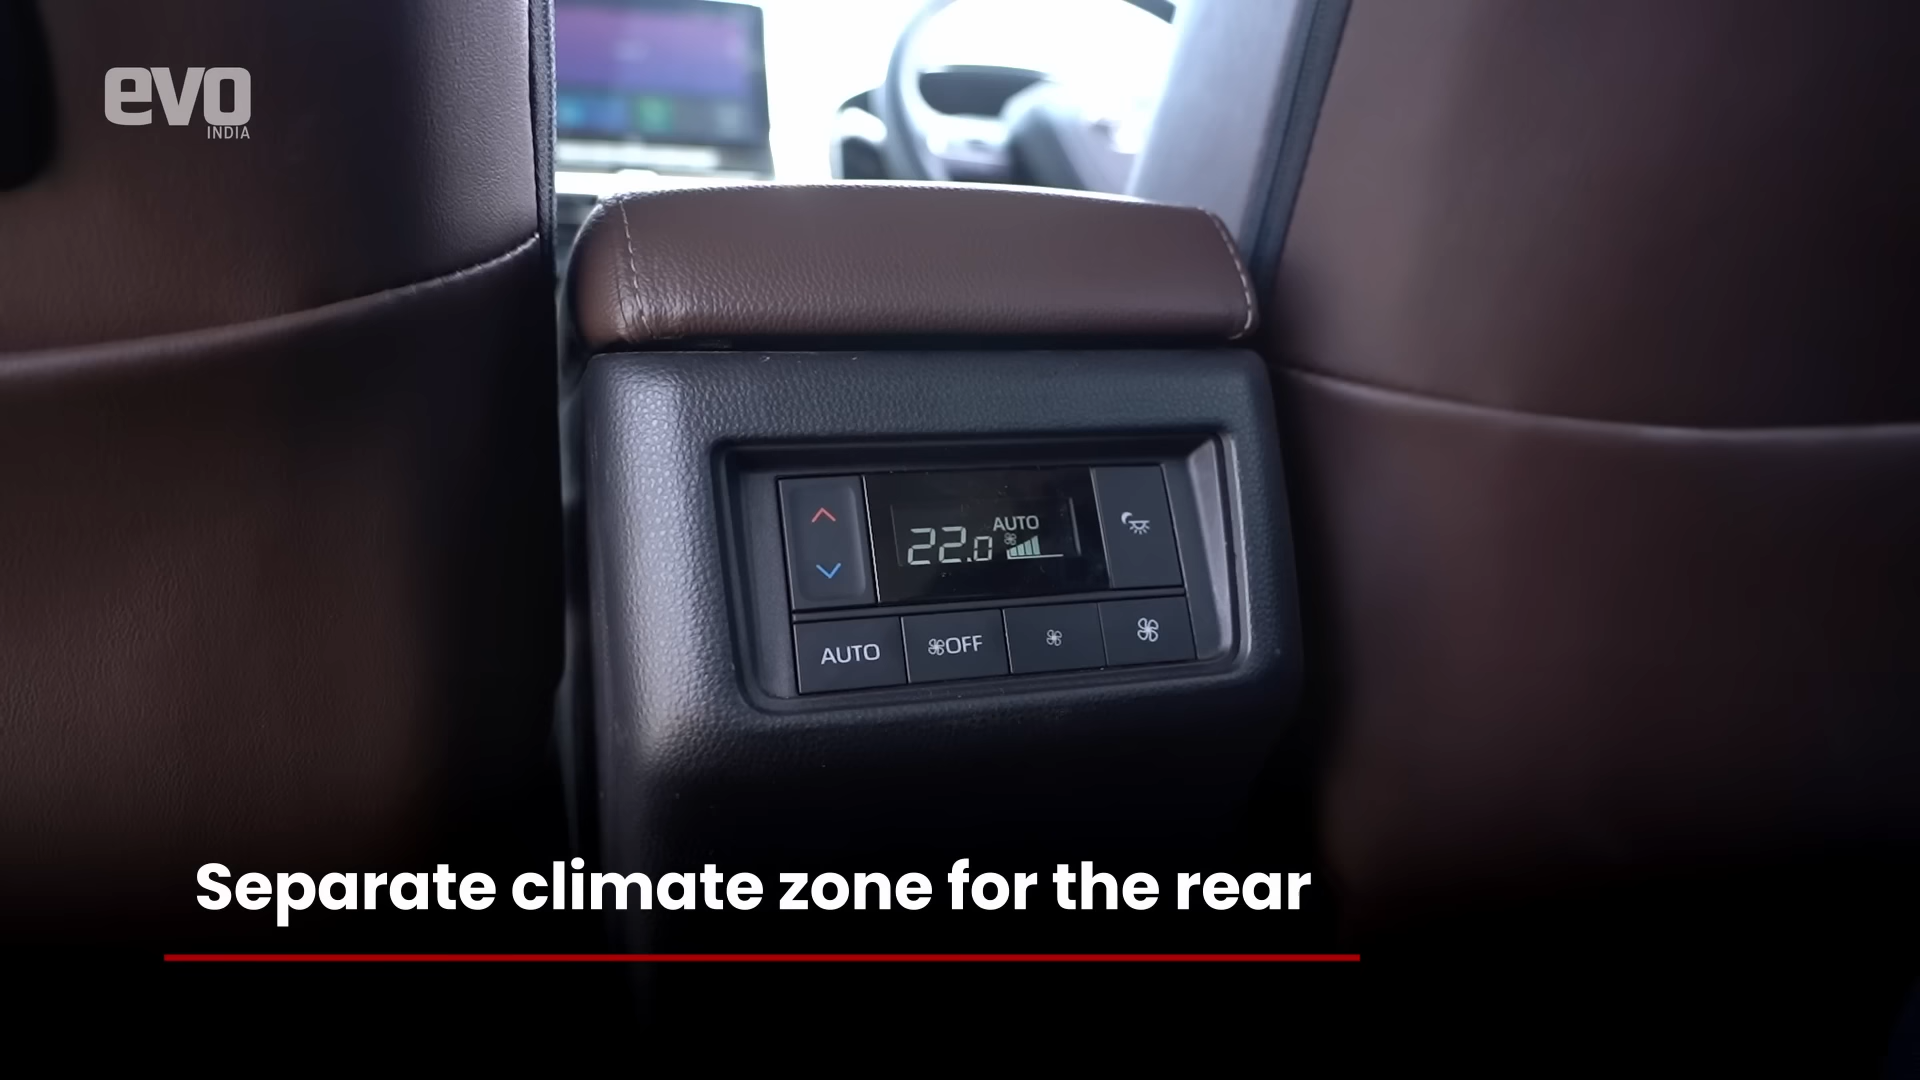 evo
INDIA
AUTO
22.0
AUTO
OFF
Separate climate zone for the rear